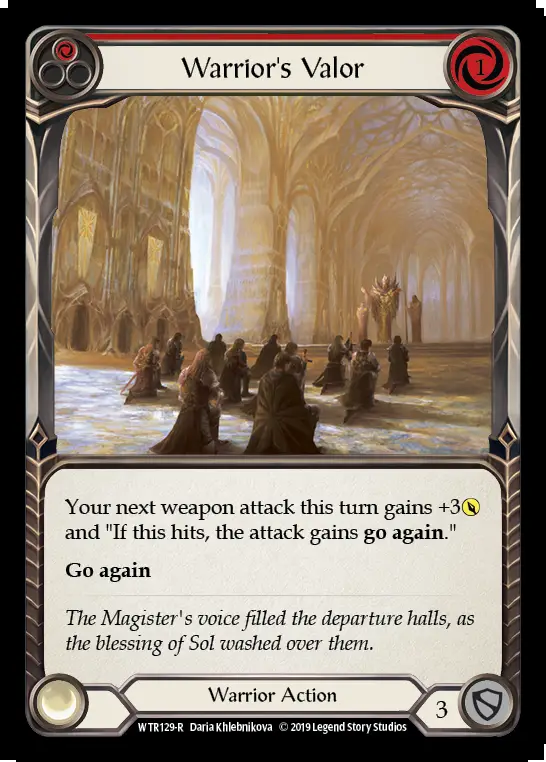 Warrior's Valor
1
Your next weapon attack this turn gains +3
and "If this hits, the attack gains go again."
Go again
The Magister's voice filled the departure halls, as
the blessing of Sol washed over them.
Warrior Action
3
WTR129-R Daria Khlebnikova © 2019 Legend Story Studios